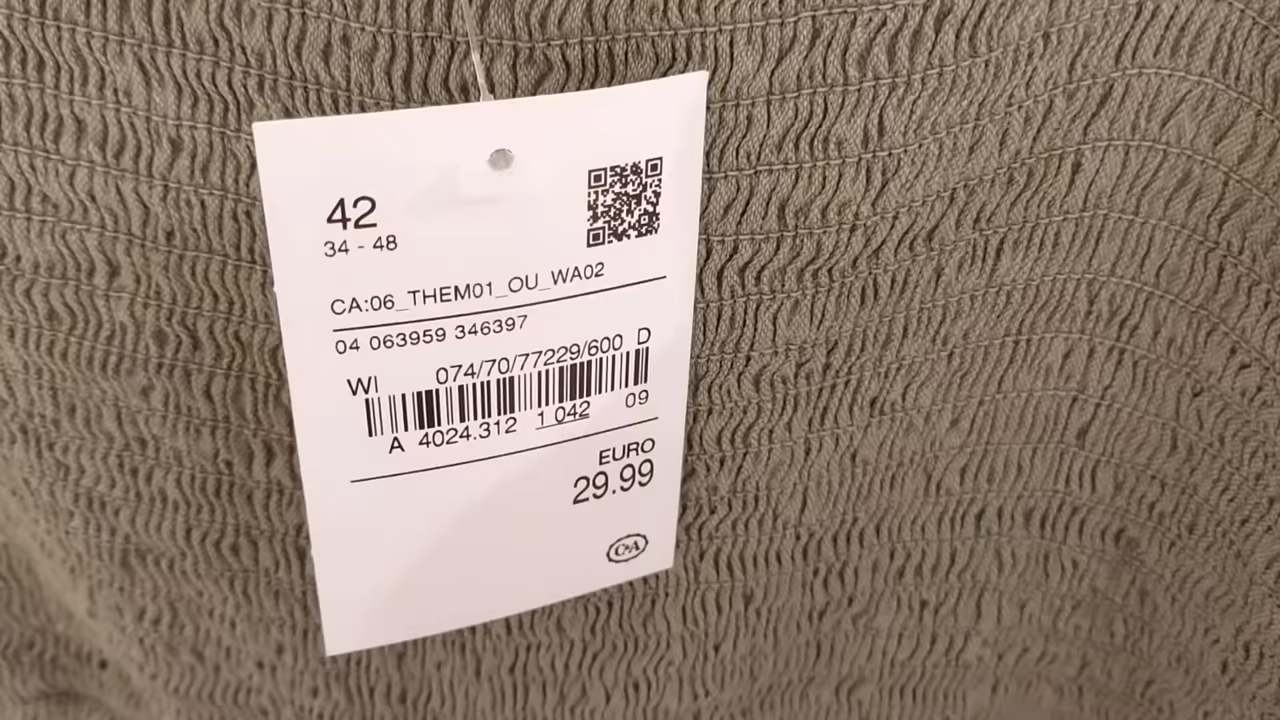 42
34 - 48
CA:06_THEM01_OU_WA02
04 063959 346397
WI 074/70/77229/600 D
A 4024.312 1 042 09
EURO
29.99
C&A